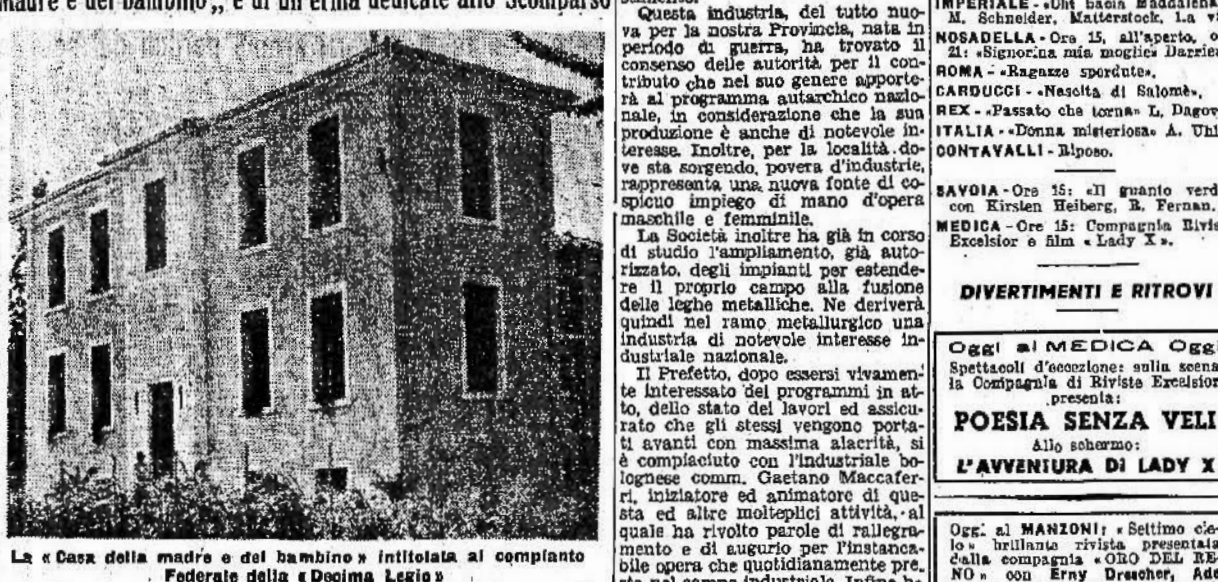 madre e del bambino„ e di un'erma dedicate allo Scomparso
La « Casa della madre e del bambino » intitolata al compianto
Federale della « Decima Legio »
Questa industria, del tutto nuo-
va per la nostra Provincia, nata in
periodo di guerra, ha trovato il
consenso delle autorità per il con-
tributo che nel suo genere apporte-
rà al programma autarchico nazio-
nale, in considerazione che la sua
produzione è anche di notevole in-
teresse. Inoltre, per la località do-
ve sta sorgendo, povera d'industrie,
rappresenta una nuova fonte di co-
spicuo impiego di mano d'opera
maschile e femminile.
La Società inoltre ha già in corso
di studio l'ampliamento, già auto-
rizzato, degli impianti per estende-
re il proprio campo alla fusione
delle leghe metalliche. Ne deriverà
quindi nel ramo metallurgico una
industria di notevole interesse in-
dustriale nazionale.
Il Prefetto, dopo essersi vivamen-
te interessato dei programmi in at-
to, dello stato dei lavori ed assicu-
rato che gli stessi vengono porta-
ti avanti con massima alacrità, si
è compiaciuto con l'industriale bo-
lognese comm. Gaetano Maccafer-
ri, iniziatore ed animatore di que-
sta ed altre molteplici attività, al
quale ha rivolto parole di rallegra-
mento e di augurio per l'instanca-
bile opera che quotidianamente pre-
sta nel campo industriale. Infine
IMPERIALE - «Oh! bacia Maddalena
M. Schneider, Matterstock, La
NOSADELLA - Ore 15, all'aperto,
21: «Signorina mia moglie» Darrie
ROMA - «Ragazze sperdute».
CARDUCCI - «Nascita di Salomè».
REX - «Passato che torna» L. Dagov
ITALIA - «Donna misteriosa» A. Uhl
CONTAVALLI - Riposo.
SAVOIA - Ore 15: «Il guanto verd
con Kirsten Heiberg, R. Fernan.
MEDICA - Ore 15: Compagnia Rivis
Excelsior e film « Lady X ».
DIVERTIMENTI E RITROVI
Oggi al MEDICA Oggi
Spettacoli d'eccezione: sulla scena
la Compagnia di Riviste Excelsior
presenta:
POESIA SENZA VELI
Allo schermo:
L'AVVENTURA DI LADY X
Oggi al MANZONI: « Settimo cie-
lo » brillante rivista presentata
dalla compagnia «ORO DEL RE-
NO» con Erny Drescher, Ade